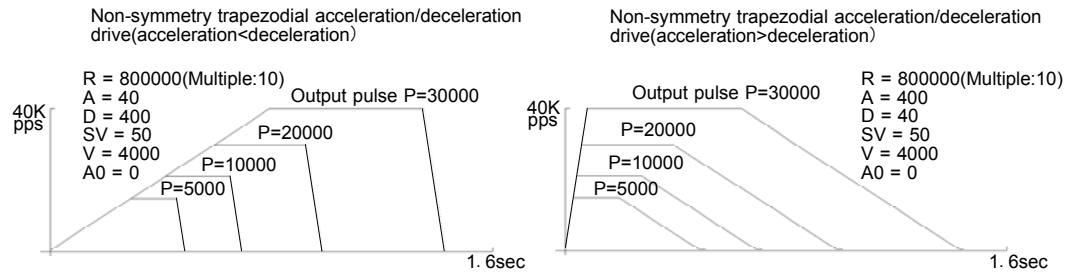 Non-symmetry trapezodial acceleration/deceleration
drive(acceleration<deceleration)
R = 800000(Multiple:10)
A = 40
D = 400
SV = 50
V = 4000
A0 = 0
40K
pps
Output pulse P=30000
P=20000
P=10000
P=5000
1. 6sec
Non-symmetry trapezodial acceleration/deceleration
drive(acceleration>deceleration)
40K
pps
Output pulse P=30000
P=20000
P=10000
P=5000
R = 800000(Multiple:10)
A = 400
D = 40
SV = 50
V = 4000
A0 = 0
1. 6sec